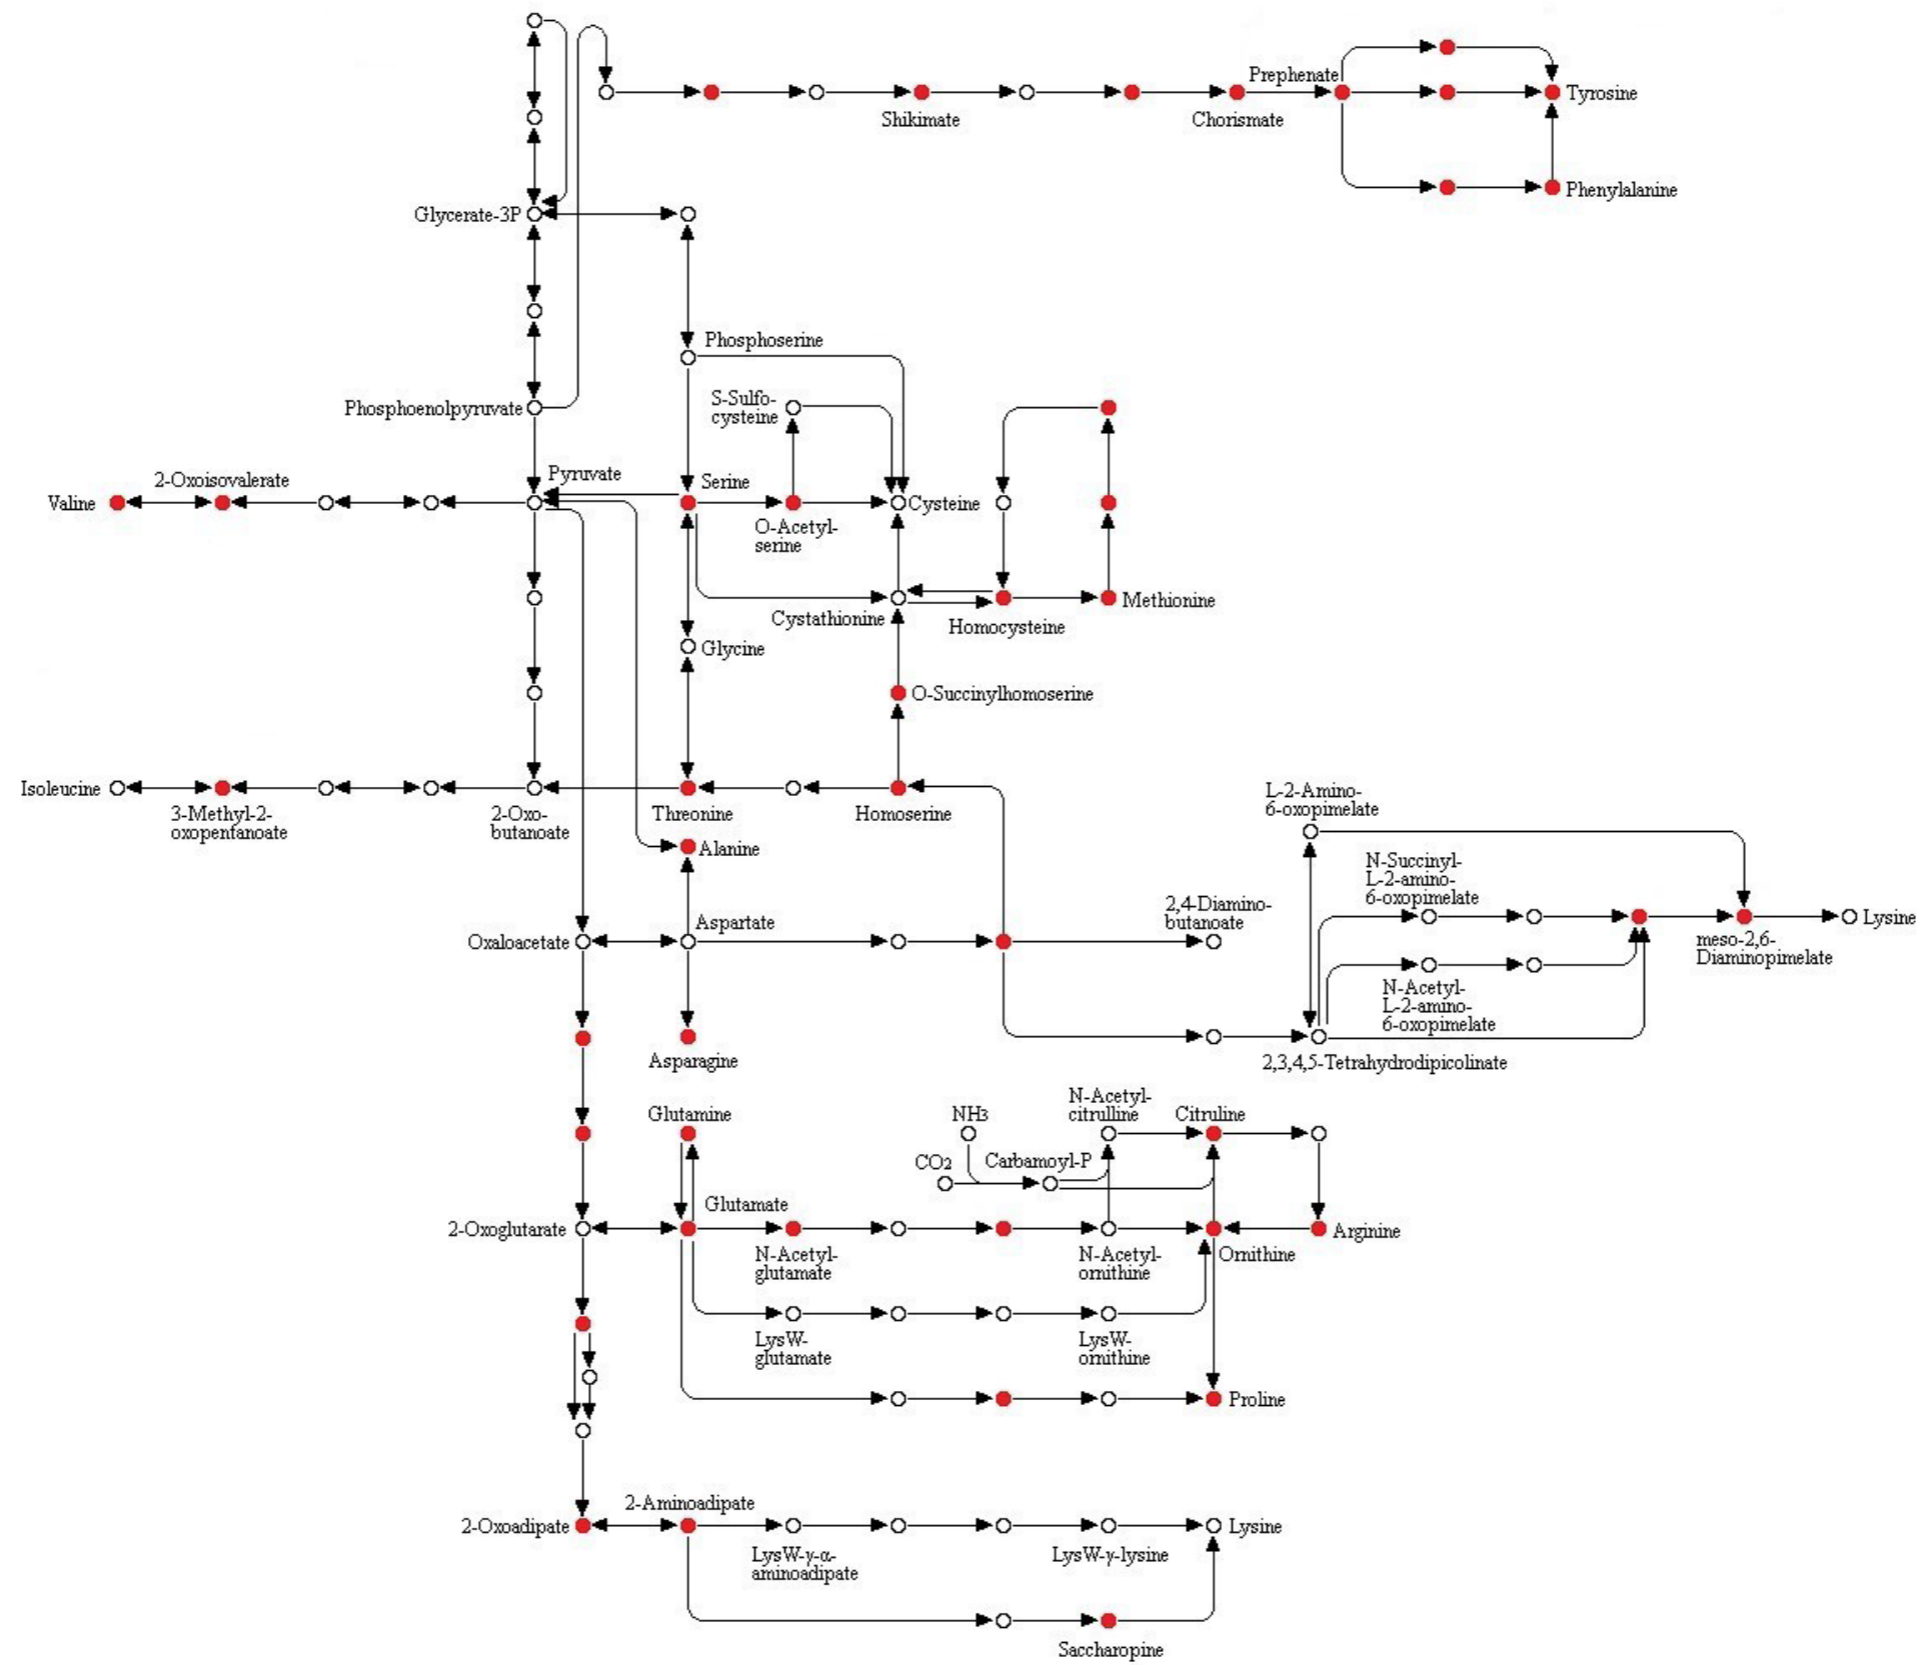 Prephenate
Tyrosine
Shikimate
Chorismate
Phenylalanine
Glycerate-3P
Phosphoserine
S-Sulfo-
cysteine
Phosphoenolpyruvate
Pyruvate
2-Oxoisovalerate
Serine
Valine
Cysteine
O-Acetyl-
serine
Methionine
Cystathionine
Homocysteine
Glycine
O-Succinylhomoserine
Isoleucine
3-Methyl-2-
oxopenfanoate
2-Oxo-
butanoate
Threonine
Homoserine
L-2-Amino-
6-oxopimelate
Alanine
N-Succinyl-
L-2-amino-
6-oxopimelate
2,4-Diamino-
butanoate
Aspartate
Oxaloacetate
Lysine
meso-2,6-
Diaminopimelate
N-Acetyl-
L-2-amino-
6-oxopimelate
Asparagine
2,3,4,5-Tetrahydrodipicolinate
Glutamine
NH3
N-Acetyl-
citrulline
Citruline
CO2
Carbamoyl-P
Glutamate
2-Oxoglutarate
Arginine
N-Acetyl-
glutamate
N-Acetyl-
ornithine
Ornithine
LysW-
glutamate
LysW-
ornithine
Proline
2-Aminoadipate
2-Oxoadipate
Lysine
LysW-γ-α-
aminoadipate
LysW-γ-lysine
Saccharopine